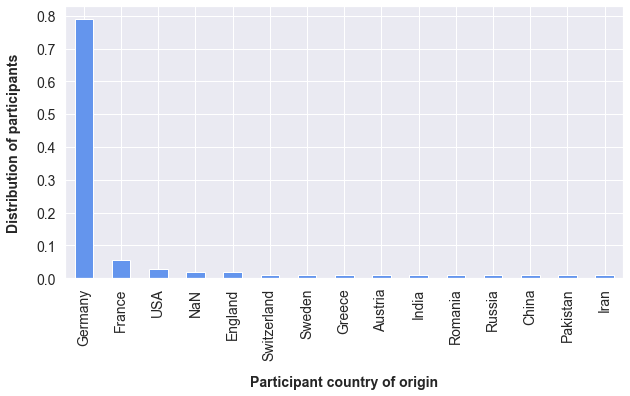 Distribution of participants
0.8
0.7
0.6
0.5
0.4
0.3
0.2
0.1
0.0
Germany
France
USA
NaN
England
Switzerland
Sweden
Greece
Austria
India
Romania
Russia
China
Pakistan
Iran
Participant country of origin